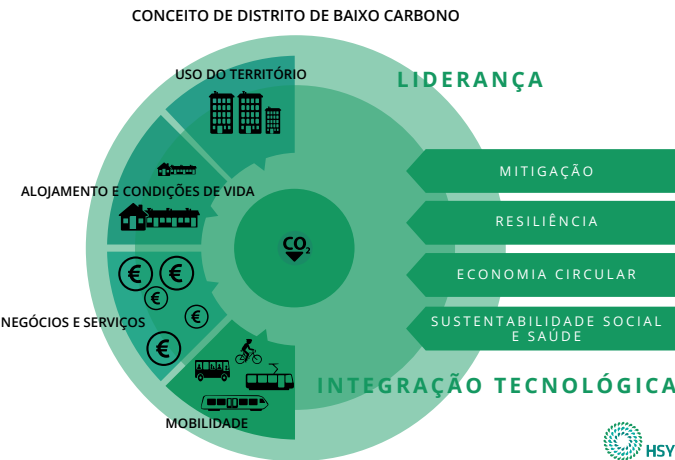 CONCEITO DE DISTRITO DE BAIXO CARBONO
USO DO TERRITÓRIO
LIDERANÇA
ALOJAMENTO E CONDIÇÕES DE VIDA
MITIGAÇÃO
RESILIÊNCIA
CO₂
ECONOMIA CIRCULAR
€ €
€
€
€
NEGÓCIOS E SERVIÇOS
SUSTENTABILIDADE SOCIAL
E SAÚDE
INTEGRAÇÃO TECNOLÓGICA
MOBILIDADE
HSY